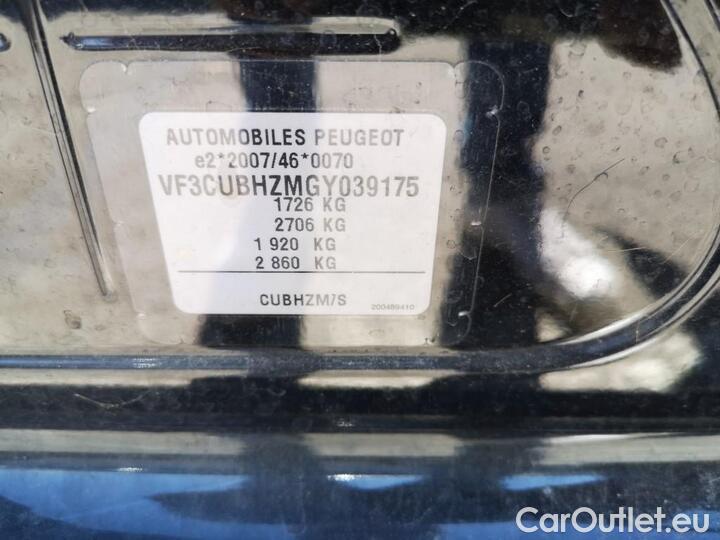 AUTOMOBILES PEUGEOT
e2*2007/46*0070
VF3CUBHZMGY039175
1726 KG
2706 KG
1 920 KG
2 860 KG
CUBHZM/S
200489410
CarOutlet.eu